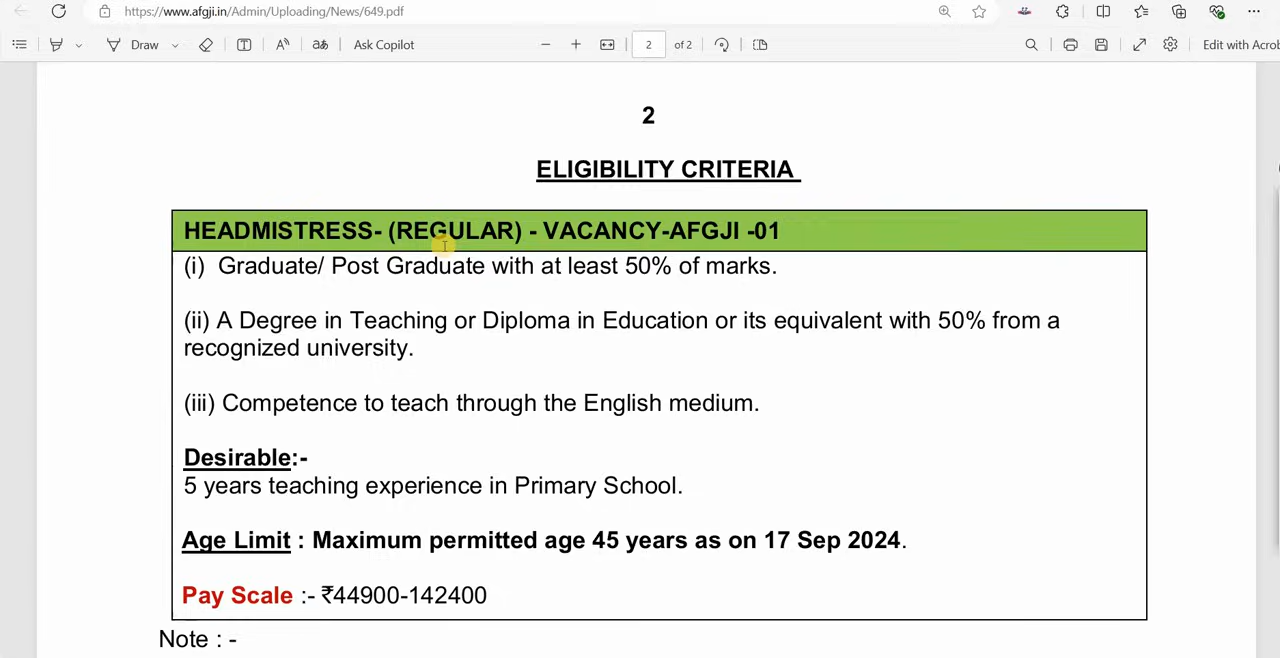 https://www.afgji.in/Admin/Uploading/News/649.pdf
Draw
Ask Copilot
2 of 2
Edit with Acrob
2
ELIGIBILITY CRITERIA
HEADMISTRESS- (REGULAR) - VACANCY-AFGJI -01
(i) Graduate/ Post Graduate with at least 50% of marks.
(ii) A Degree in Teaching or Diploma in Education or its equivalent with 50% from a
recognized university.
(iii) Competence to teach through the English medium.
Desirable:-
5 years teaching experience in Primary School.
Age Limit : Maximum permitted age 45 years as on 17 Sep 2024.
Pay Scale :- ₹44900-142400
Note : -